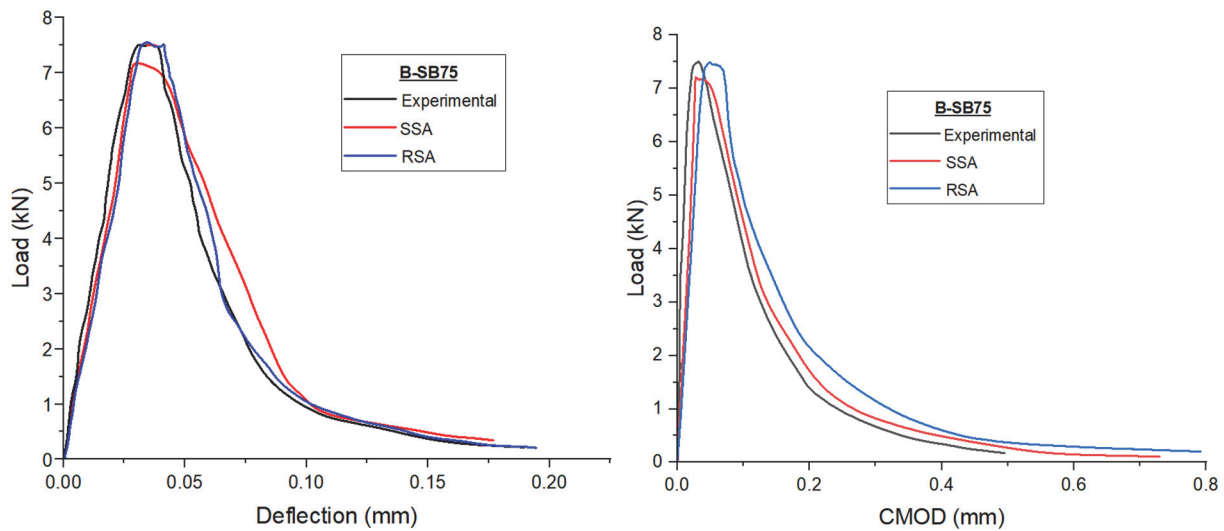 8
7
6
5
4
3
2
1
0
Load (kN)
B-SB75
Experimental
SSA
RSA
0.00
0.05
0.10
0.15
0.20
Deflection (mm)
8
7
6
5
4
3
2
1
0
Load (kN)
B-SB75
Experimental
SSA
RSA
0.0
0.2
0.4
0.6
0.8
CMOD (mm)